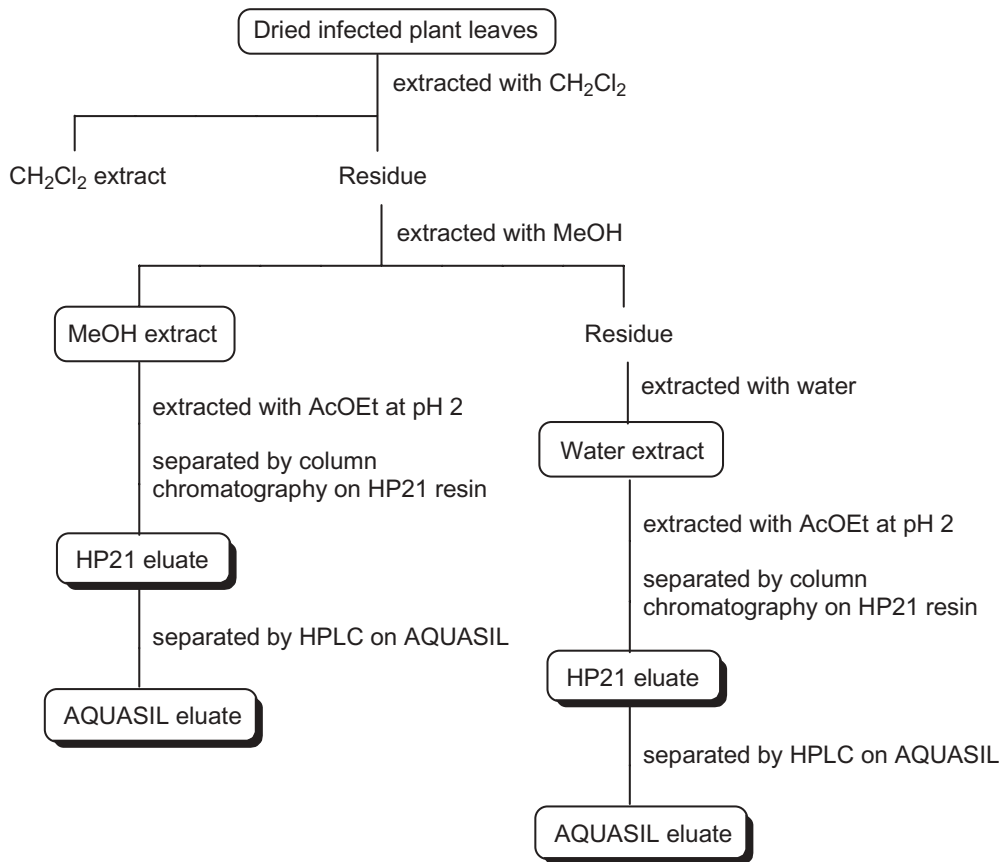 Dried infected plant leaves
extracted with CH₂Cl₂
CH₂Cl₂ extract
Residue
extracted with MeOH
MeOH extract
extracted with AcOEt at pH 2
separated by column
chromatography on HP21 resin
HP21 eluate
separated by HPLC on AQUASIL
AQUASIL eluate
Residue
extracted with water
Water extract
extracted with AcOEt at pH 2
separated by column
chromatography on HP21 resin
HP21 eluate
separated by HPLC on AQUASIL
AQUASIL eluate